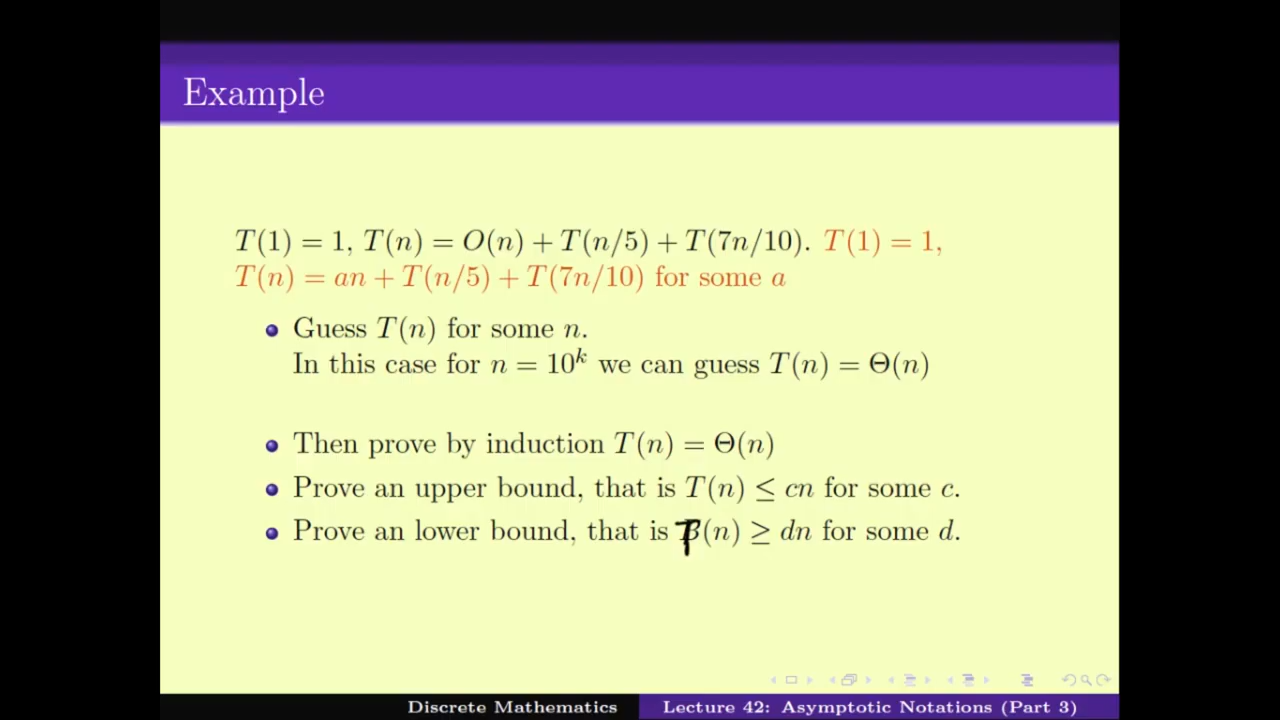 Example
T(1) = 1, T(n) = O(n) + T(n/5) + T(7n/10). T(1) = 1,
T(n) = an + T(n/5) + T(7n/10) for some a
Guess T(n) for some n.
In this case for n = 10^k we can guess T(n) = Θ(n)
Then prove by induction T(n) = Θ(n)
Prove an upper bound, that is T(n) ≤ cn for some c.
Prove an lower bound, that is T(n) ≥ dn for some d.
Discrete Mathematics
Lecture 42: Asymptotic Notations (Part 3)